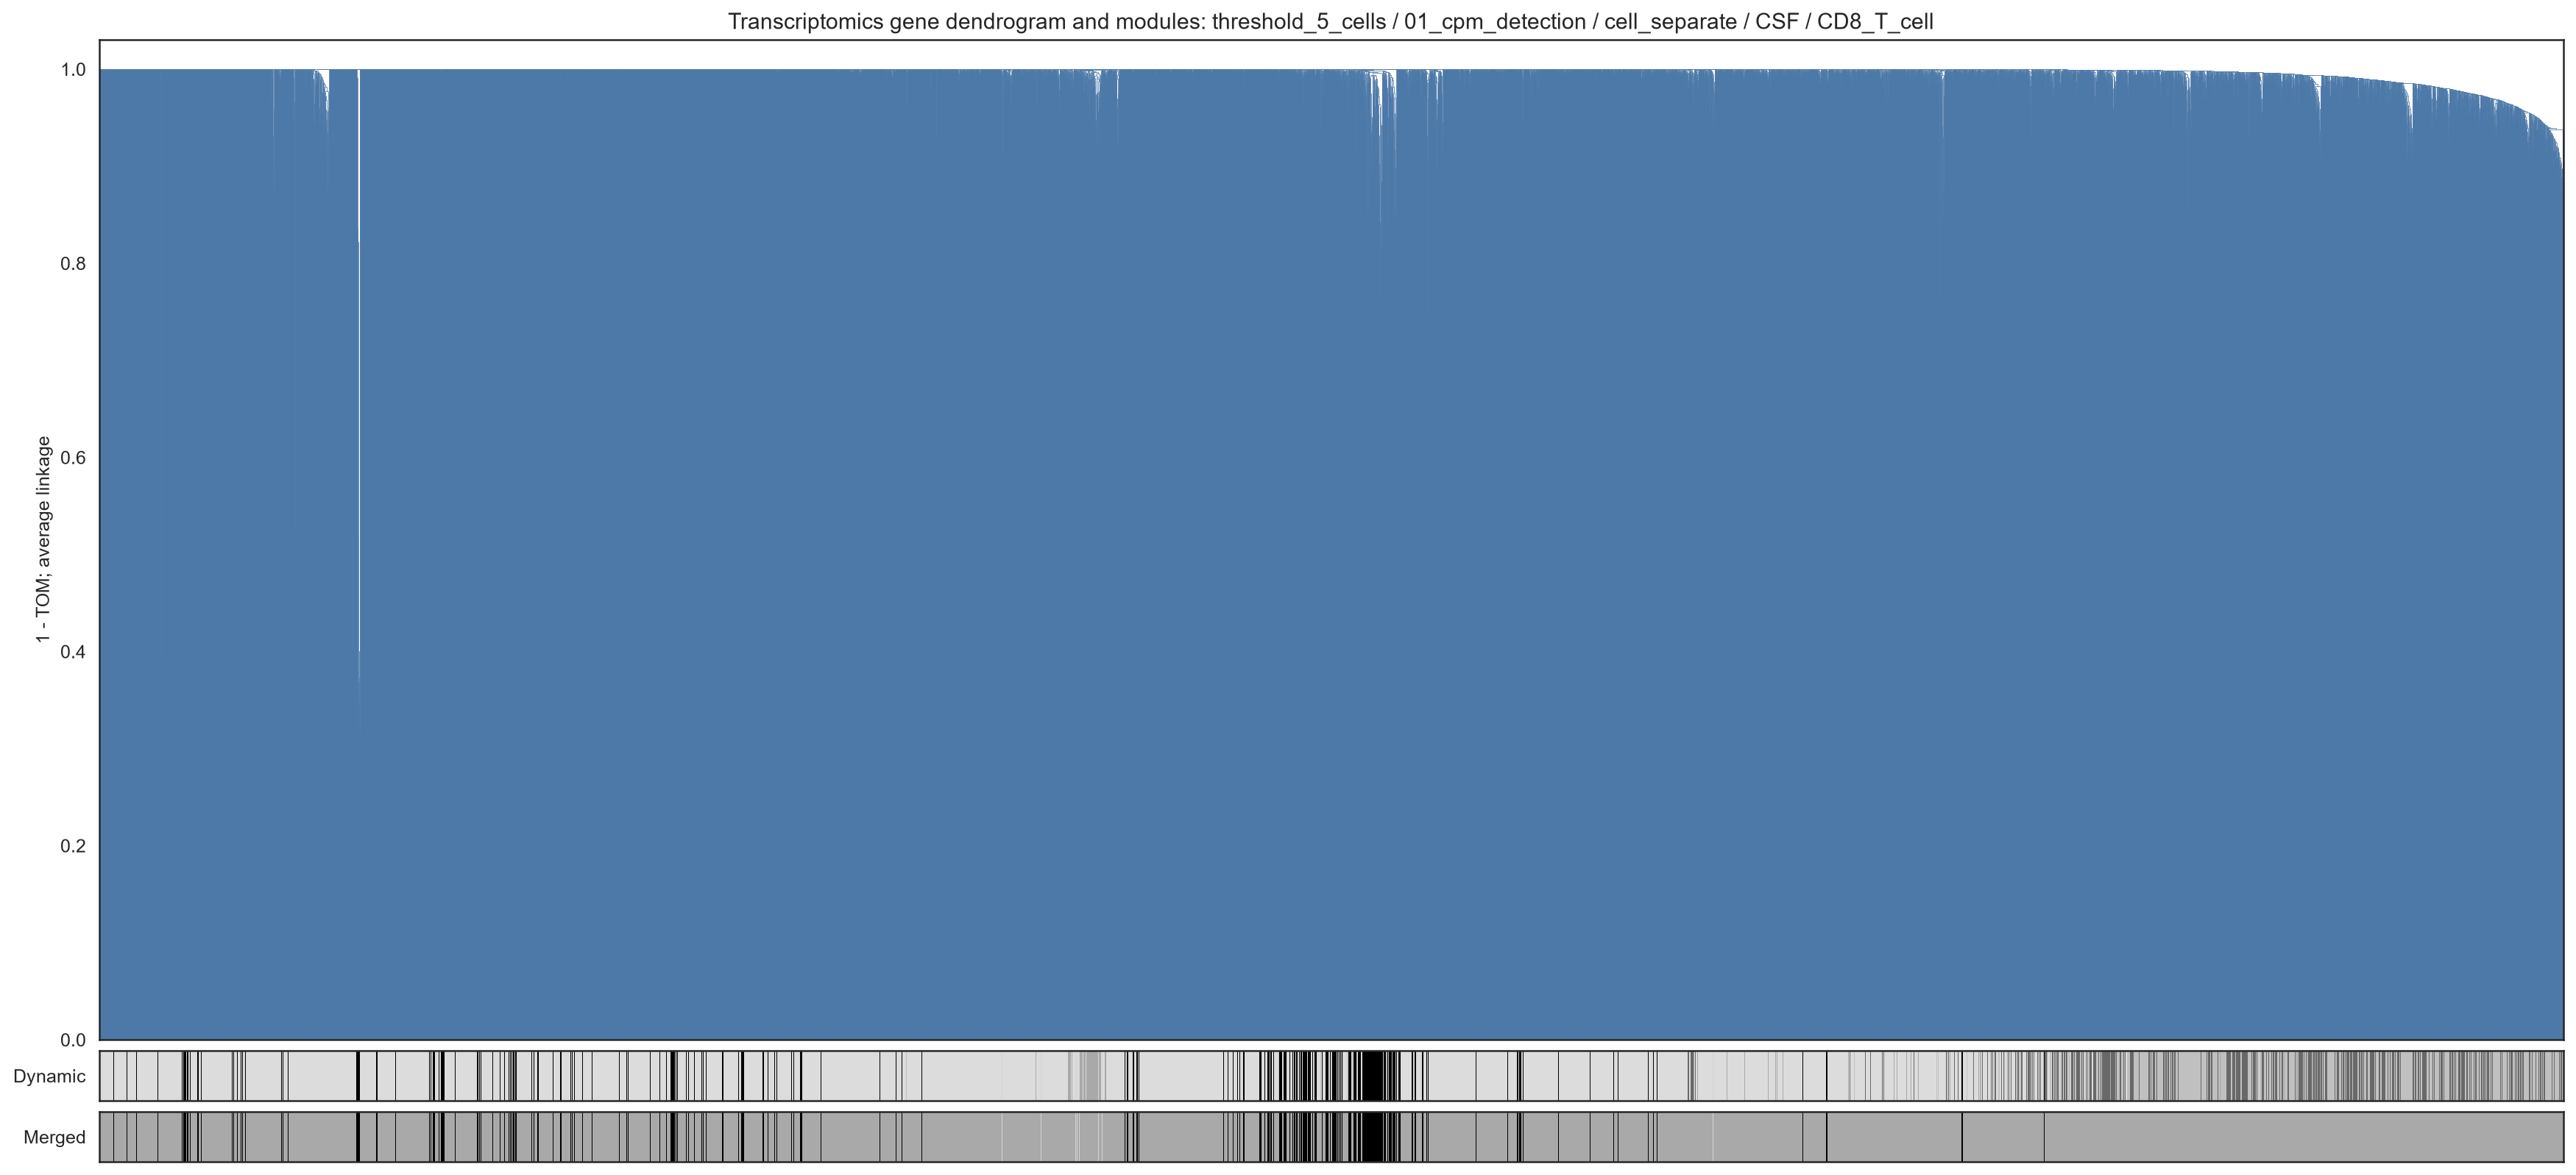 Transcriptomics gene dendrogram and modules: threshold_5_cells / 01_cpm_detection / cell_separate / CSF / CD8_T_cell
1.0
0.8
0.6
0.4
0.2
0.0
1 - TOM; average linkage
Dynamic
Merged